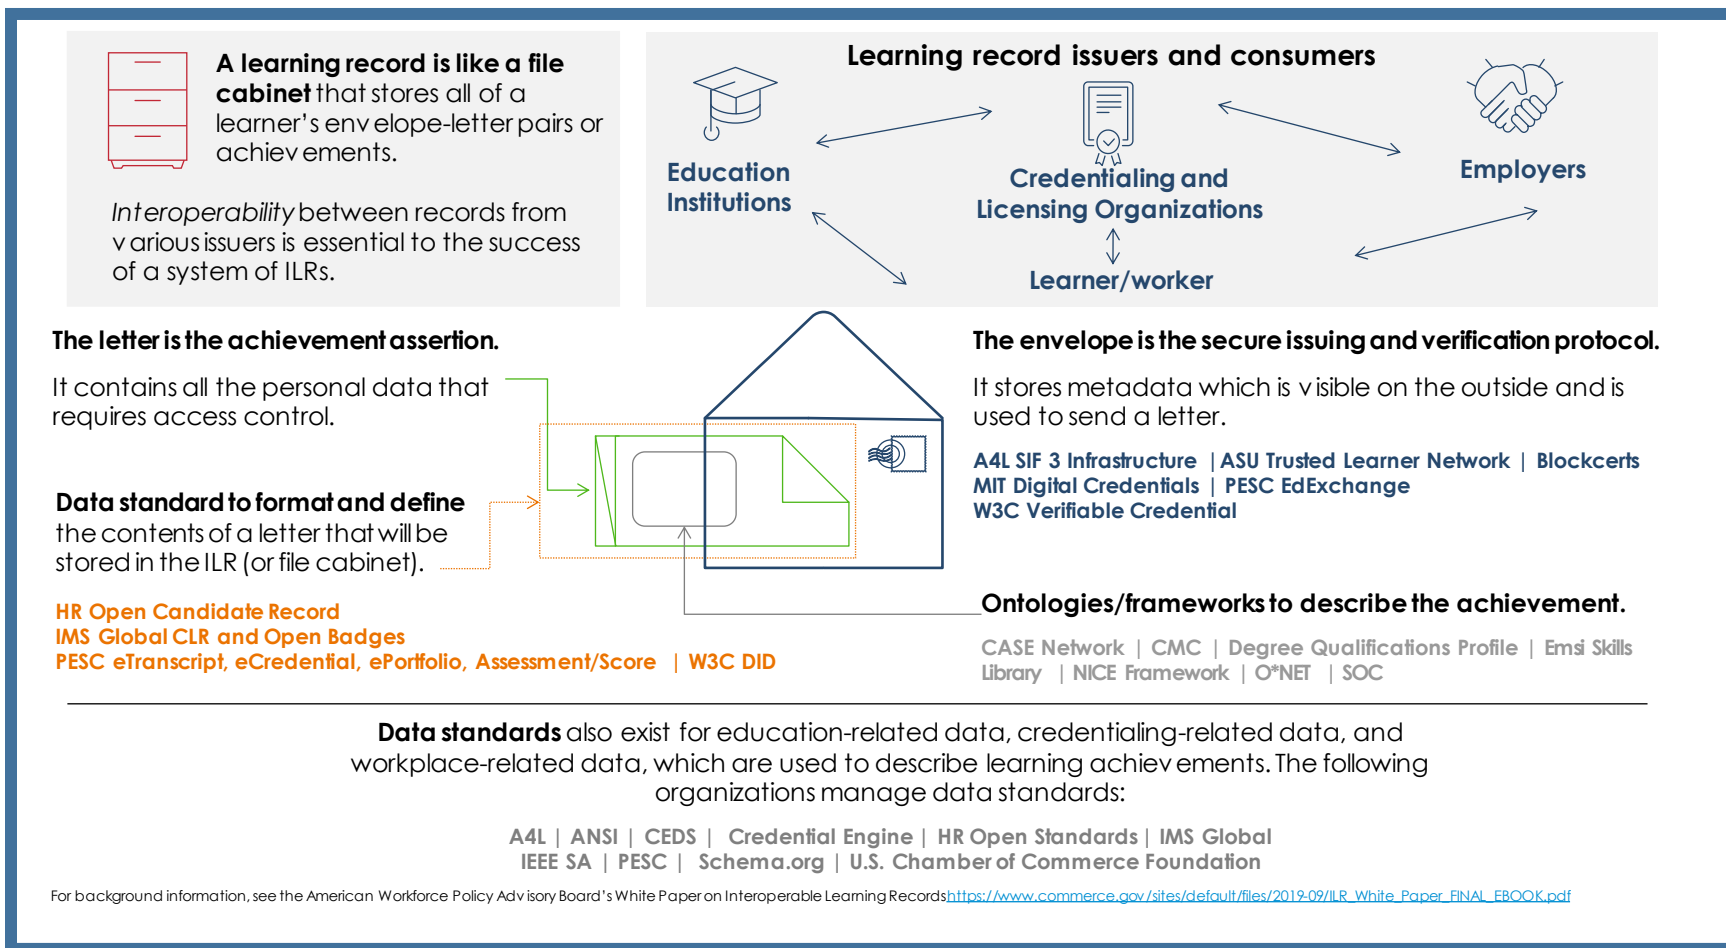 A learning record is like a file
cabinet that stores all of a
learner's envelope-letter pairs or
achievements.
Interoperability between records from
various issuers is essential to the success
of a system of ILRs.
Learning record issuers and consumers
Education
Institutions
Credentialing and
Licensing Organizations
Employers
Learner/worker
The letter is the achievement assertion.
It contains all the personal data that
requires access control.
Data standard to format and define
the contents of a letter that will be
stored in the ILR (or file cabinet).
HR Open Candidate Record
IMS Global CLR and Open Badges
PESC eTranscript, eCredential, ePortfolio, Assessment/Score | W3C DID
The envelope is the secure issuing and verification protocol.
It stores metadata which is visible on the outside and is
used to send a letter.
A4L SIF 3 Infrastructure | ASU Trusted Learner Network | Blockcerts
MIT Digital Credentials | PESC EdExchange
W3C Verifiable Credential
Ontologies/frameworks to describe the achievement.
CASE Network | CMC | Degree Qualifications Profile | Emsi Skills
Library | NICE Framework | O*NET | SOC
Data standards also exist for education-related data, credentialing-related data, and
workplace-related data, which are used to describe learning achievements. The following
organizations manage data standards:
A4L | ANSI | CEDS | Credential Engine | HR Open Standards | IMS Global
IEEE SA | PESC | Schema.org | U.S. Chamber of Commerce Foundation
For background information, see the American Workforce Policy Advisory Board's White Paper on Interoperable Learning Records https://www.commerce.gov/sites/default/files/2019-09/ILR_White_Paper_FINAL_EBOOK.pdf